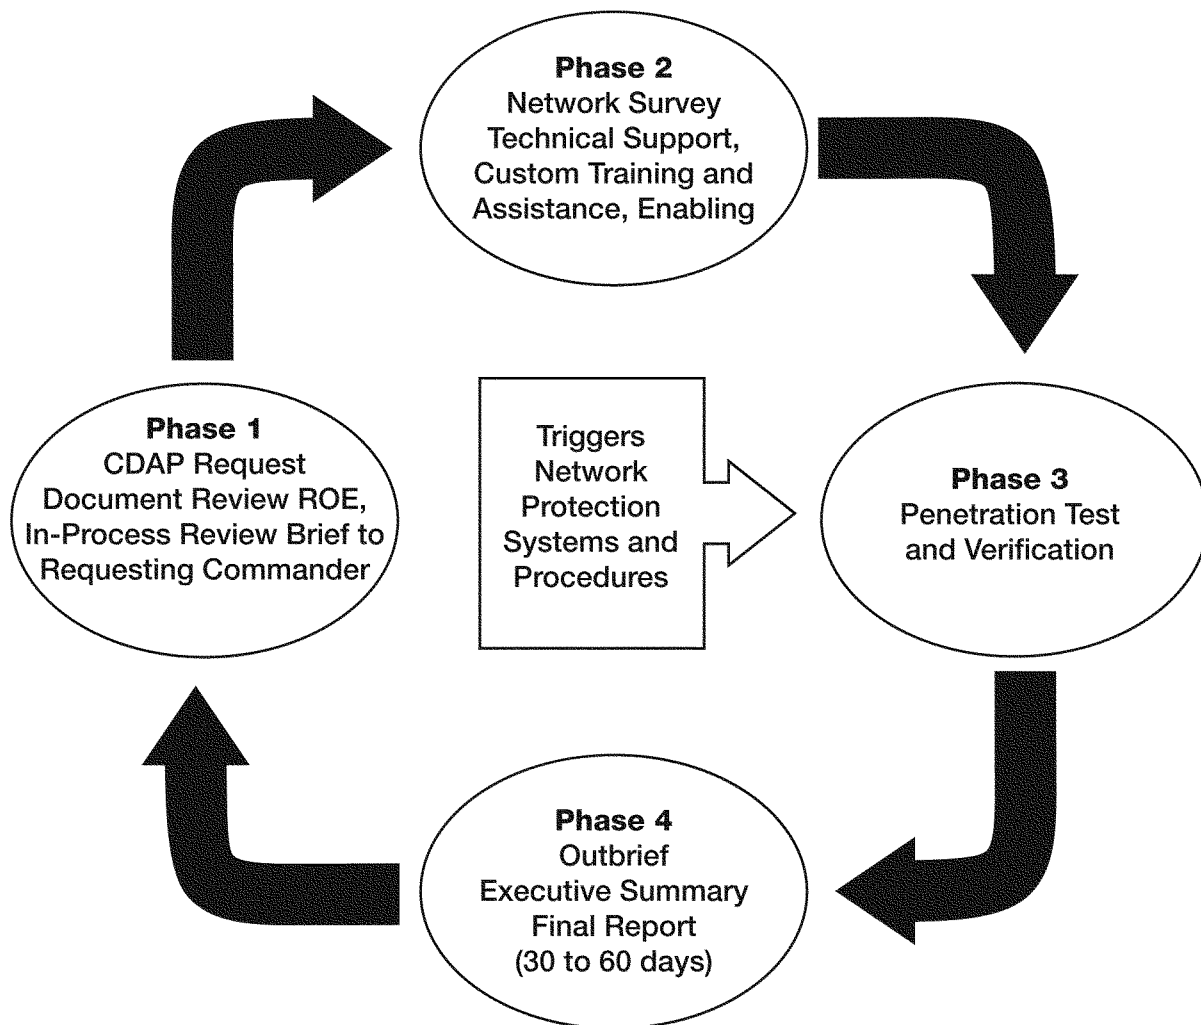 Phase 2
Network Survey
Technical Support,
Custom Training and
Assistance, Enabling
Phase 1
CDAP Request
Document Review ROE,
In-Process Review Brief to
Requesting Commander
Triggers
Network
Protection
Systems and
Procedures
Phase 3
Penetration Test
and Verification
Phase 4
Outbrief
Executive Summary
Final Report
(30 to 60 days)